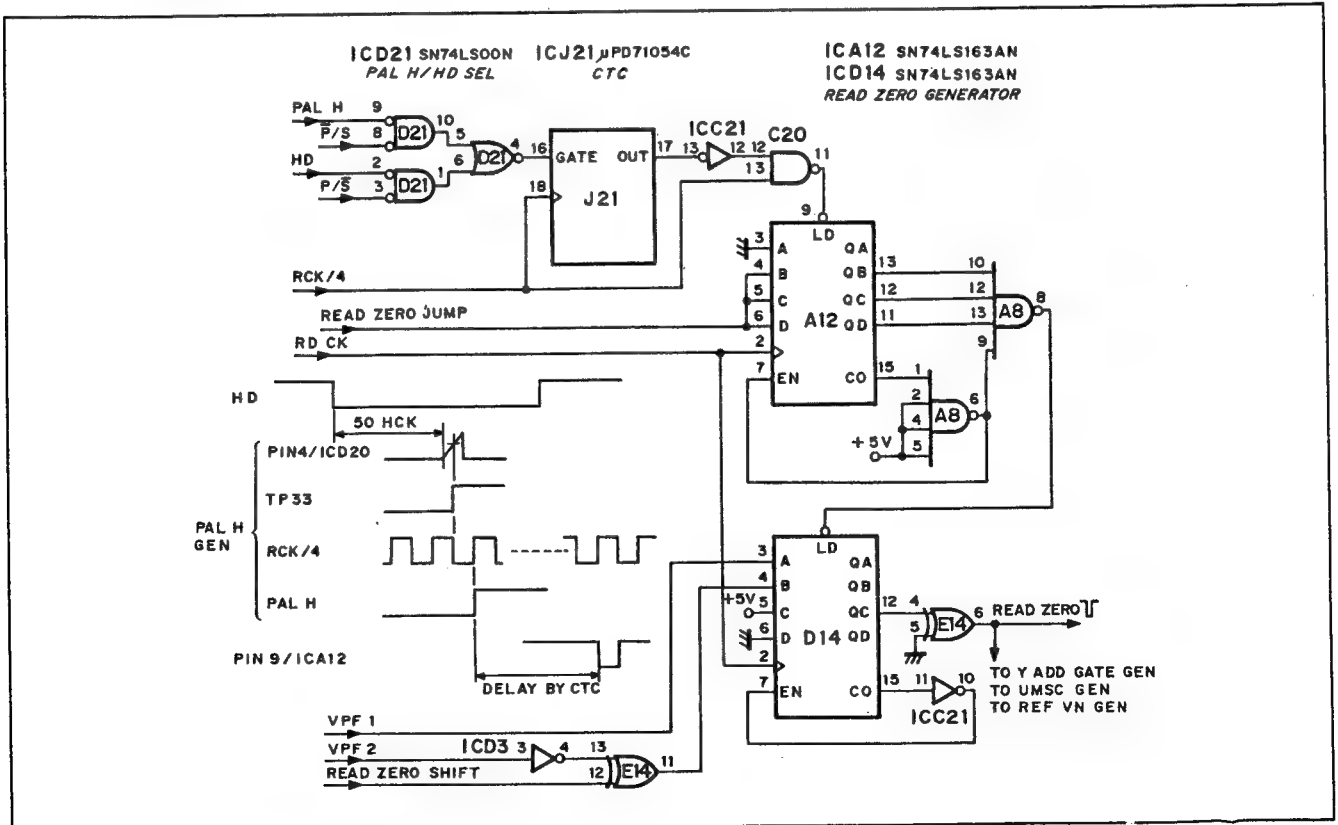 ICD21 SN74LS00N ICJ21 µPD71054C ICA12 SN74LS163AN
PAL H/HD SEL CTC ICD14 SN74LS163AN
READ ZERO GENERATOR
PAL H 9
P̅/S 8 D21 10 5
HD 2 6 D21 4 16 GATE OUT 17 13 ICC21 12 12 C20 11
P/S̅ 3 D21 1 18 J21 13
9 LD
3 A QA
4 B QB 13 10
5 C QC 12 12 A8 8
6 D A12 QD 11 13
RCK/4
READ ZERO JUMP
RD CK 2 9
7 EN CO 15 1
2 A8 6
4
+5V 5
HD
50 HCK
PIN4/ICD20
TP33
PAL H
GEN
RCK/4
PAL H
PIN 9/ICA12
DELAY BY CTC
LD
3 A QA
4 B QB
+5V 5 C QC 12 4 E14 6 READ ZERO
6 D D14 QD 5
2
7 EN CO 15 11 10
ICC21
TO Y ADD GATE GEN
TO UMSC GEN
TO REF VN GEN
VPF 1
VPF 2 ICD3 3 4 13
READ ZERO SHIFT 12 E14 11